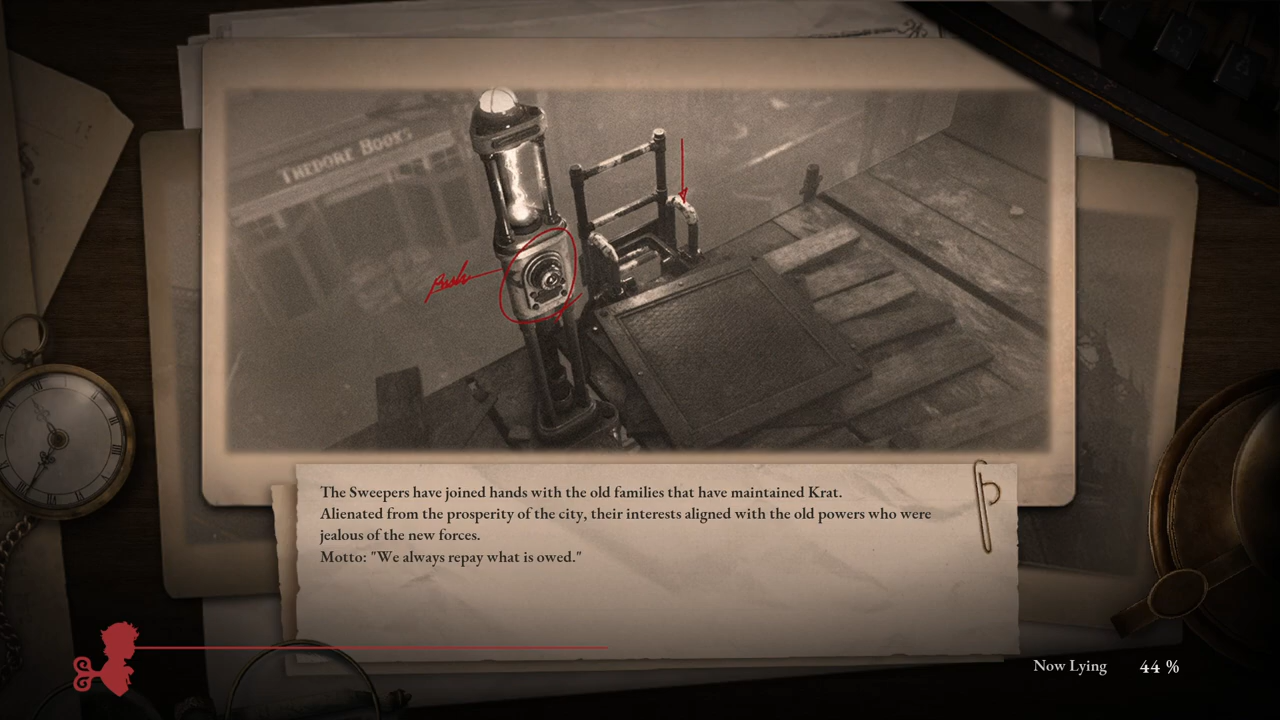 THEDORE BOOK'S
Push
The Sweepers have joined hands with the old families that have maintained Krat.
Alienated from the prosperity of the city, their interests aligned with the old powers who were
jealous of the new forces.
Motto: "We always repay what is owed."
Now Lying 44 %